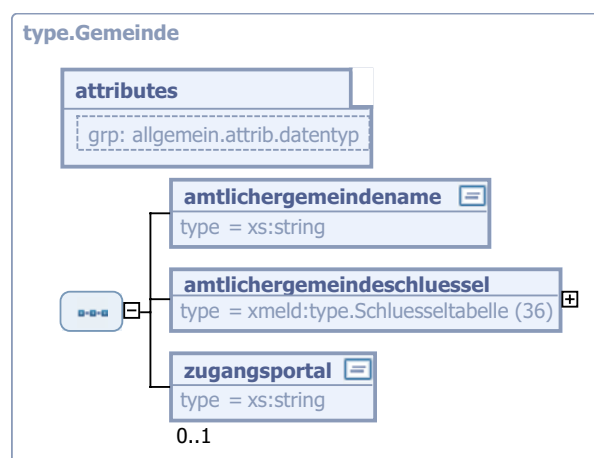 type.Gemeinde
attributes
grp: allgemein.attrib.datentyp
amtlichergemeindename
type = xs:string
amtlichergemeindeschluessel
type = xmeld:type.Schluesseltabelle (36)
zugangsportal
type = xs:string
0..1